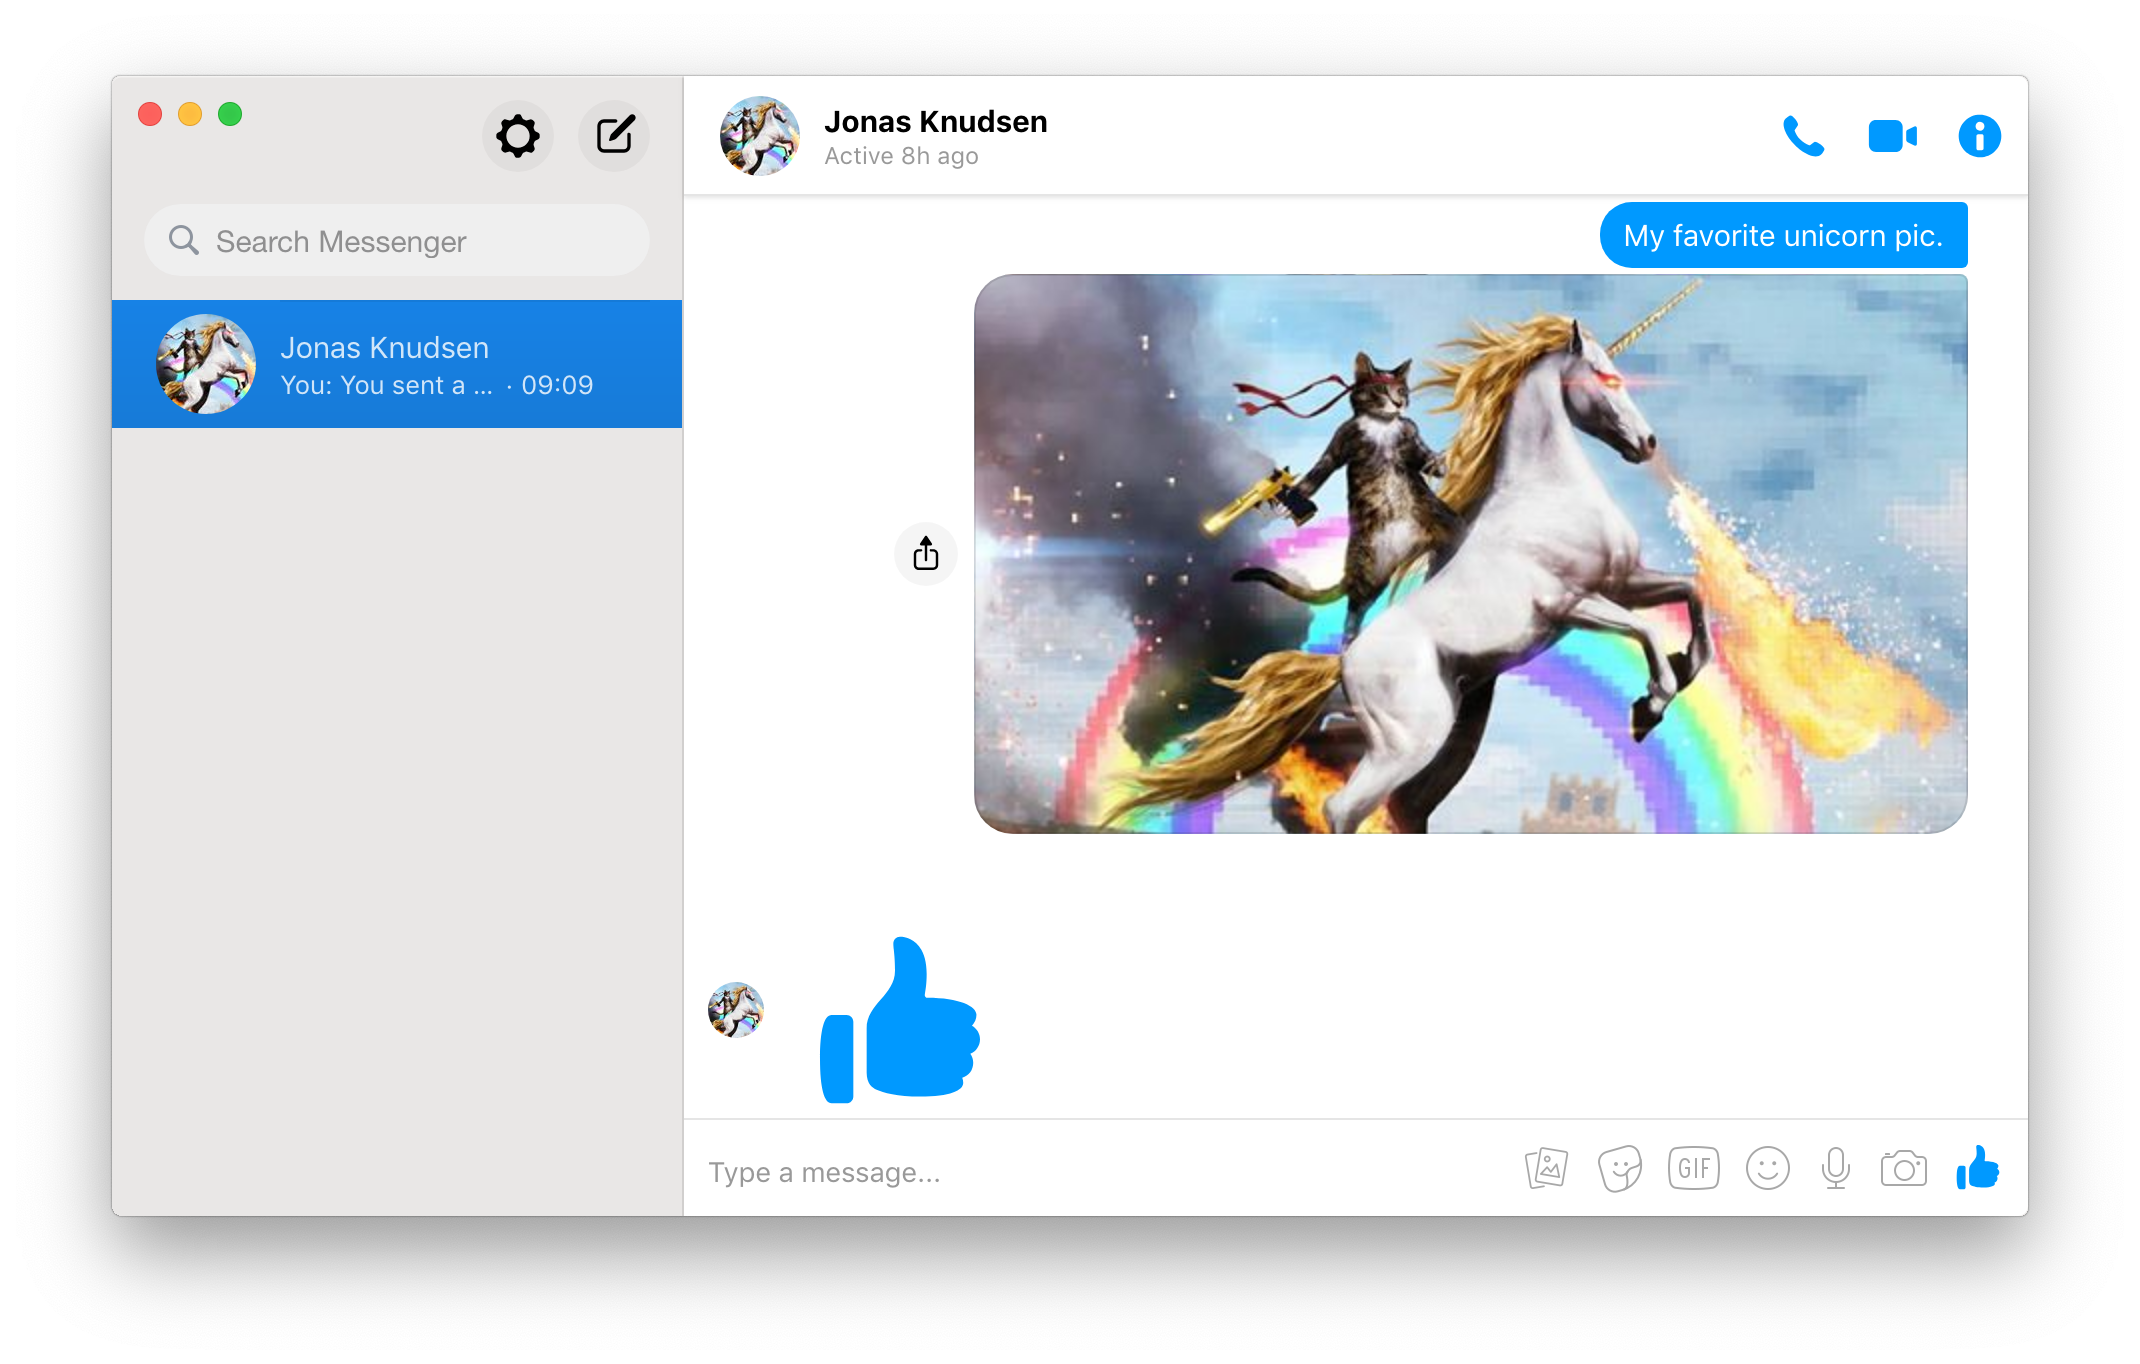 Search Messenger
Jonas Knudsen
You: You sent a ... · 09:09
Jonas Knudsen
Active 8h ago
My favorite unicorn pic.
Type a message...
GIF